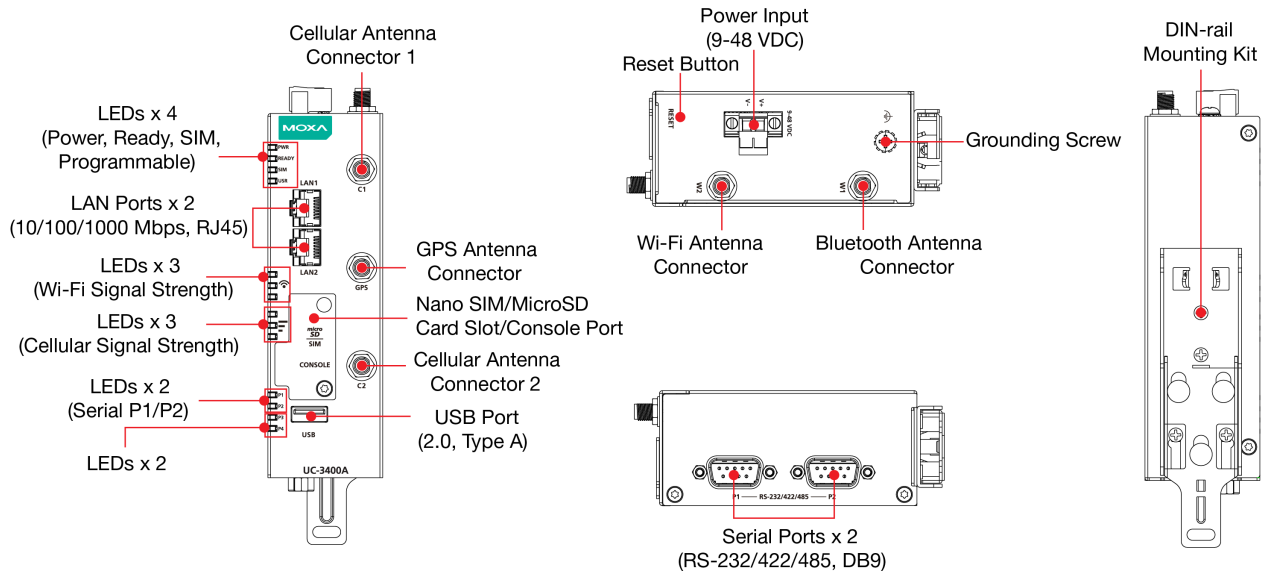 Cellular Antenna
Connector 1
LEDs x 4
(Power, Ready, SIM,
Programmable)
LAN Ports x 2
(10/100/1000 Mbps, RJ45)
LEDs x 3
(Wi-Fi Signal Strength)
LEDs x 3
(Cellular Signal Strength)
LEDs x 2
(Serial P1/P2)
LEDs x 2
MOXA
PWR
READY
SIM
USR
LAN1
C1
LAN2
GPS
micro
SD
SIM
CONSOLE
C2
P1
P2
P3
P4
USB
UC-3400A
GPS Antenna
Connector
Nano SIM/MicroSD
Card Slot/Console Port
Cellular Antenna
Connector 2
USB Port
(2.0, Type A)
Power Input
(9-48 VDC)
Reset Button
RESET
V-
V+
9-48 VDC
Grounding Screw
W2
W1
Wi-Fi Antenna
Connector
Bluetooth Antenna
Connector
P1 RS-232/422/485 P2
Serial Ports x 2
(RS-232/422/485, DB9)
DIN-rail
Mounting Kit